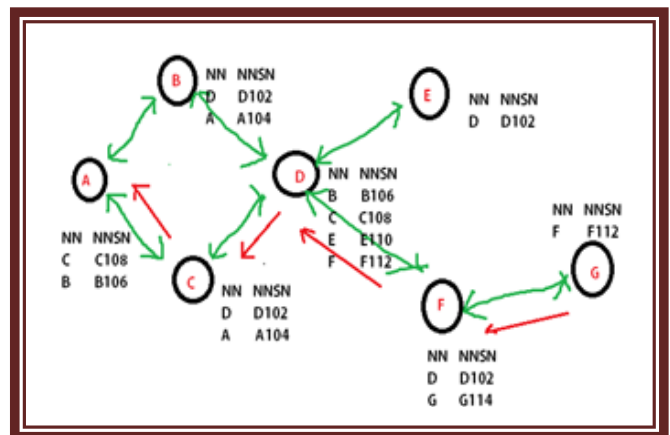 B
NN NNSN
D D102
A A104
E
NN NNSN
D D102
A
NN NNSN
C C108
B B106
D
NN NNSN
B B106
C C108
E E110
F F112
C
NN NNSN
D D102
A A104
NN NNSN
F F112
G
F
NN NNSN
D D102
G G114